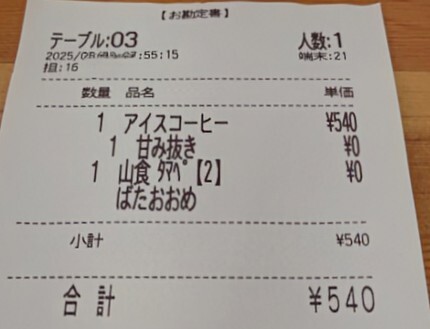 【お勘定書】
テーブル:03 人数:1
:55:15 端末:21
:16
数量 品名 単価
1 アイスコーヒー ¥540
1 甘み抜き ¥0
1 山食 ﾀﾏﾍﾟ【2】 ¥0
ばたおおめ
小計 ¥540
合計 ¥540